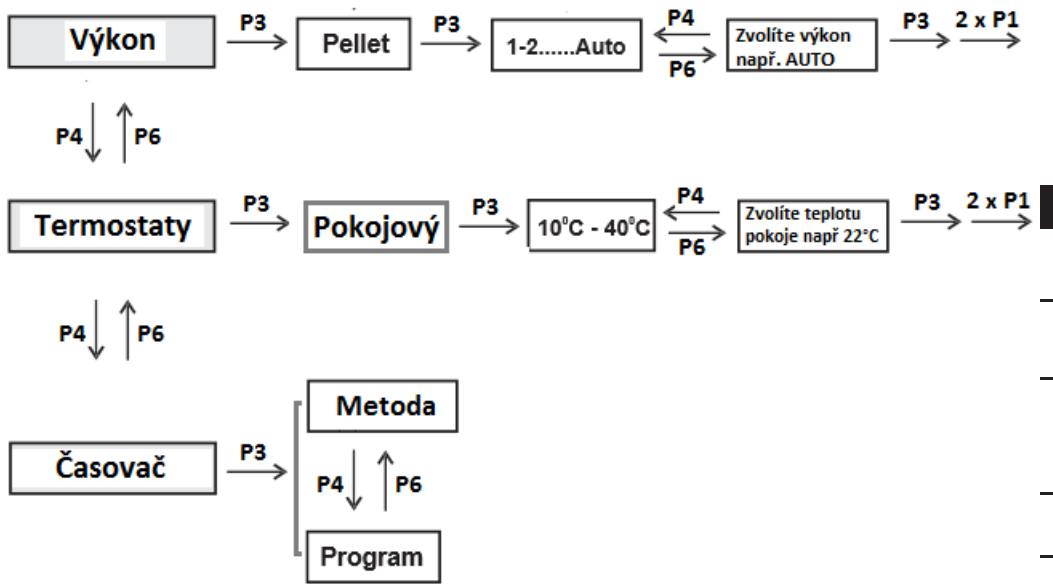 Výkon
P3
Pellet
P3
1-2......Auto
P4
P6
Zvolíte výkon
např. AUTO
P3
2 x P1
P4
P6
Termostaty
P3
Pokojový
P3
10⁰C - 40⁰C
P4
P6
Zvolíte teplotu
pokoje např 22°C
P3
2 x P1
P4
P6
Časovač
P3
Metoda
P4
P6
Program